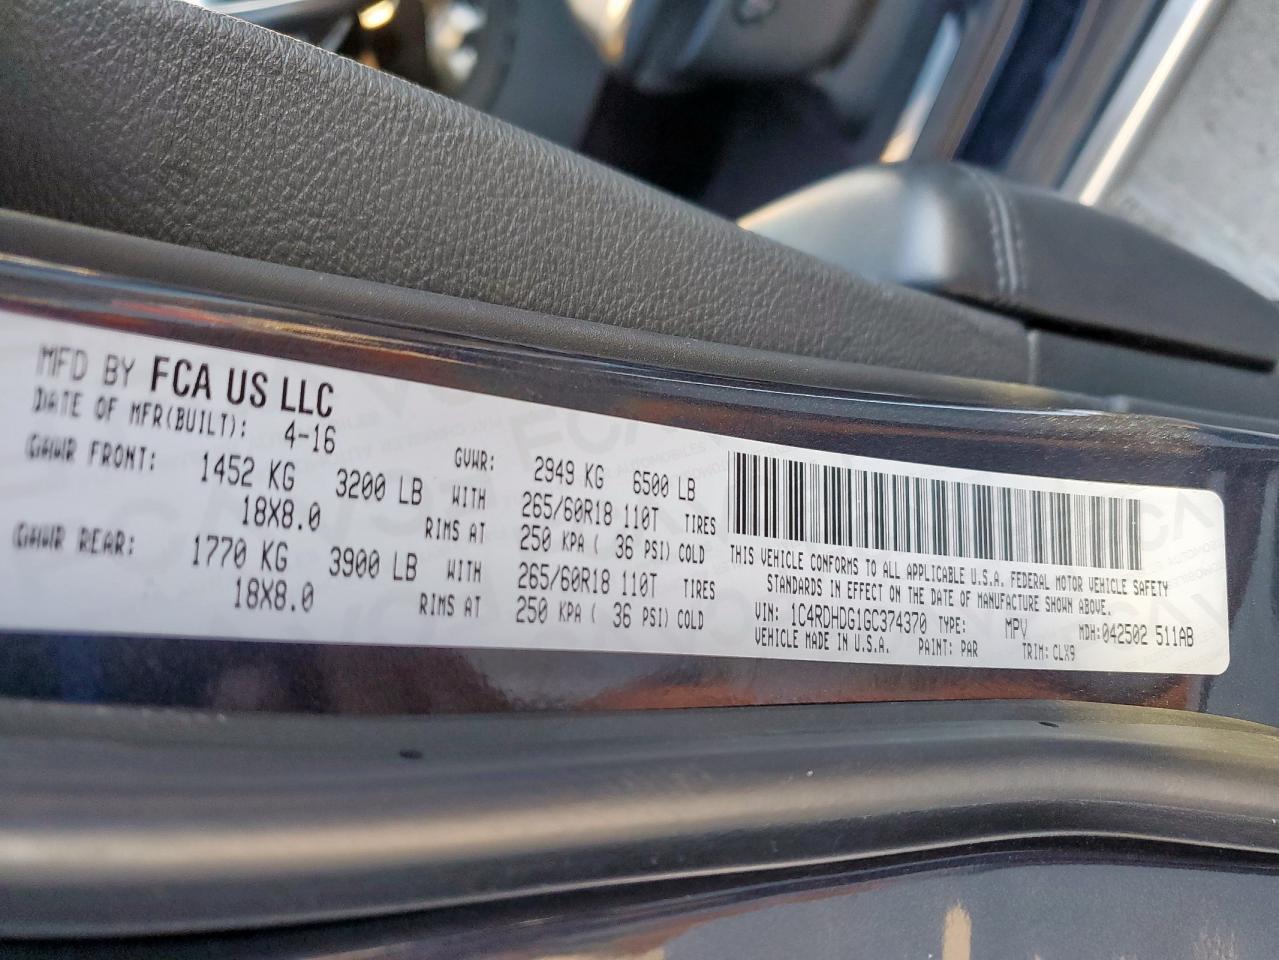 MFD BY FCA US LLC
DATE OF MFR(BUILT): 4-16
GVWR: 2949 KG 6500 LB
GAWR FRONT: 1452 KG 3200 LB WITH 265/60R18 110T TIRES
18X8.0 RIMS AT 250 KPA ( 36 PSI) COLD
GAWR REAR: 1770 KG 3900 LB WITH 265/60R18 110T TIRES
18X8.0 RIMS AT 250 KPA ( 36 PSI) COLD
THIS VEHICLE CONFORMS TO ALL APPLICABLE U.S.A. FEDERAL MOTOR VEHICLE SAFETY
STANDARDS IN EFFECT ON THE DATE OF MANUFACTURE SHOWN ABOVE.
VIN: 1C4RDHDG1GC374370 TYPE: MPV MDH: 042502 511AB
VEHICLE MADE IN U.S.A. PAINT: PAR TRIM: CLX9